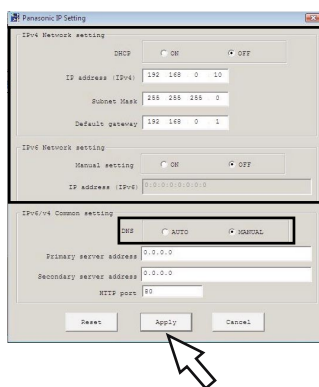 Panasonic IP Setting
IPv4 Network setting
DHCP ON OFF
IP address (IPv4) 192 168 0 10
Subnet Mask 255 255 255 0
Default gateway 192 168 0 1
IPv6 Network setting
Manual setting ON OFF
IP address (IPv6) 0:0:0:0:0:0:0:0
IPv6/v4 Common setting
DNS AUTO MANUAL
Primary server address 0.0.0.0
Secondary server address 0.0.0.0
HTTP port 80
Reset Apply Cancel